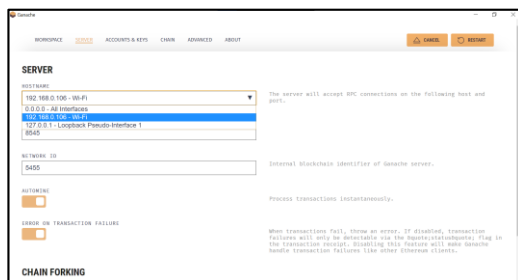 Ganache
WORKSPACE SERVER ACCOUNTS & KEYS CHAIN ADVANCED ABOUT CANCEL RESTART
SERVER
HOSTNAME
192.168.0.106 - Wi-Fi
The server will accept RPC connections on the following host and
port.
0.0.0.0 - All Interfaces
192.168.0.106 - Wi-Fi
127.0.0.1 - Loopback Pseudo-Interface 1
8545
NETWORK ID
5455
Internal blockchain identifier of Ganache server.
AUTOMINE
Process transactions instantaneously.
ERROR ON TRANSACTION FAILURE
When transactions fail, throw an error. If disabled, transaction
failures will only be detectable via the &quote;status&quote; flag in
the transaction receipt. Disabling this feature will make Ganache
handle transaction failures like other Ethereum clients.
CHAIN FORKING